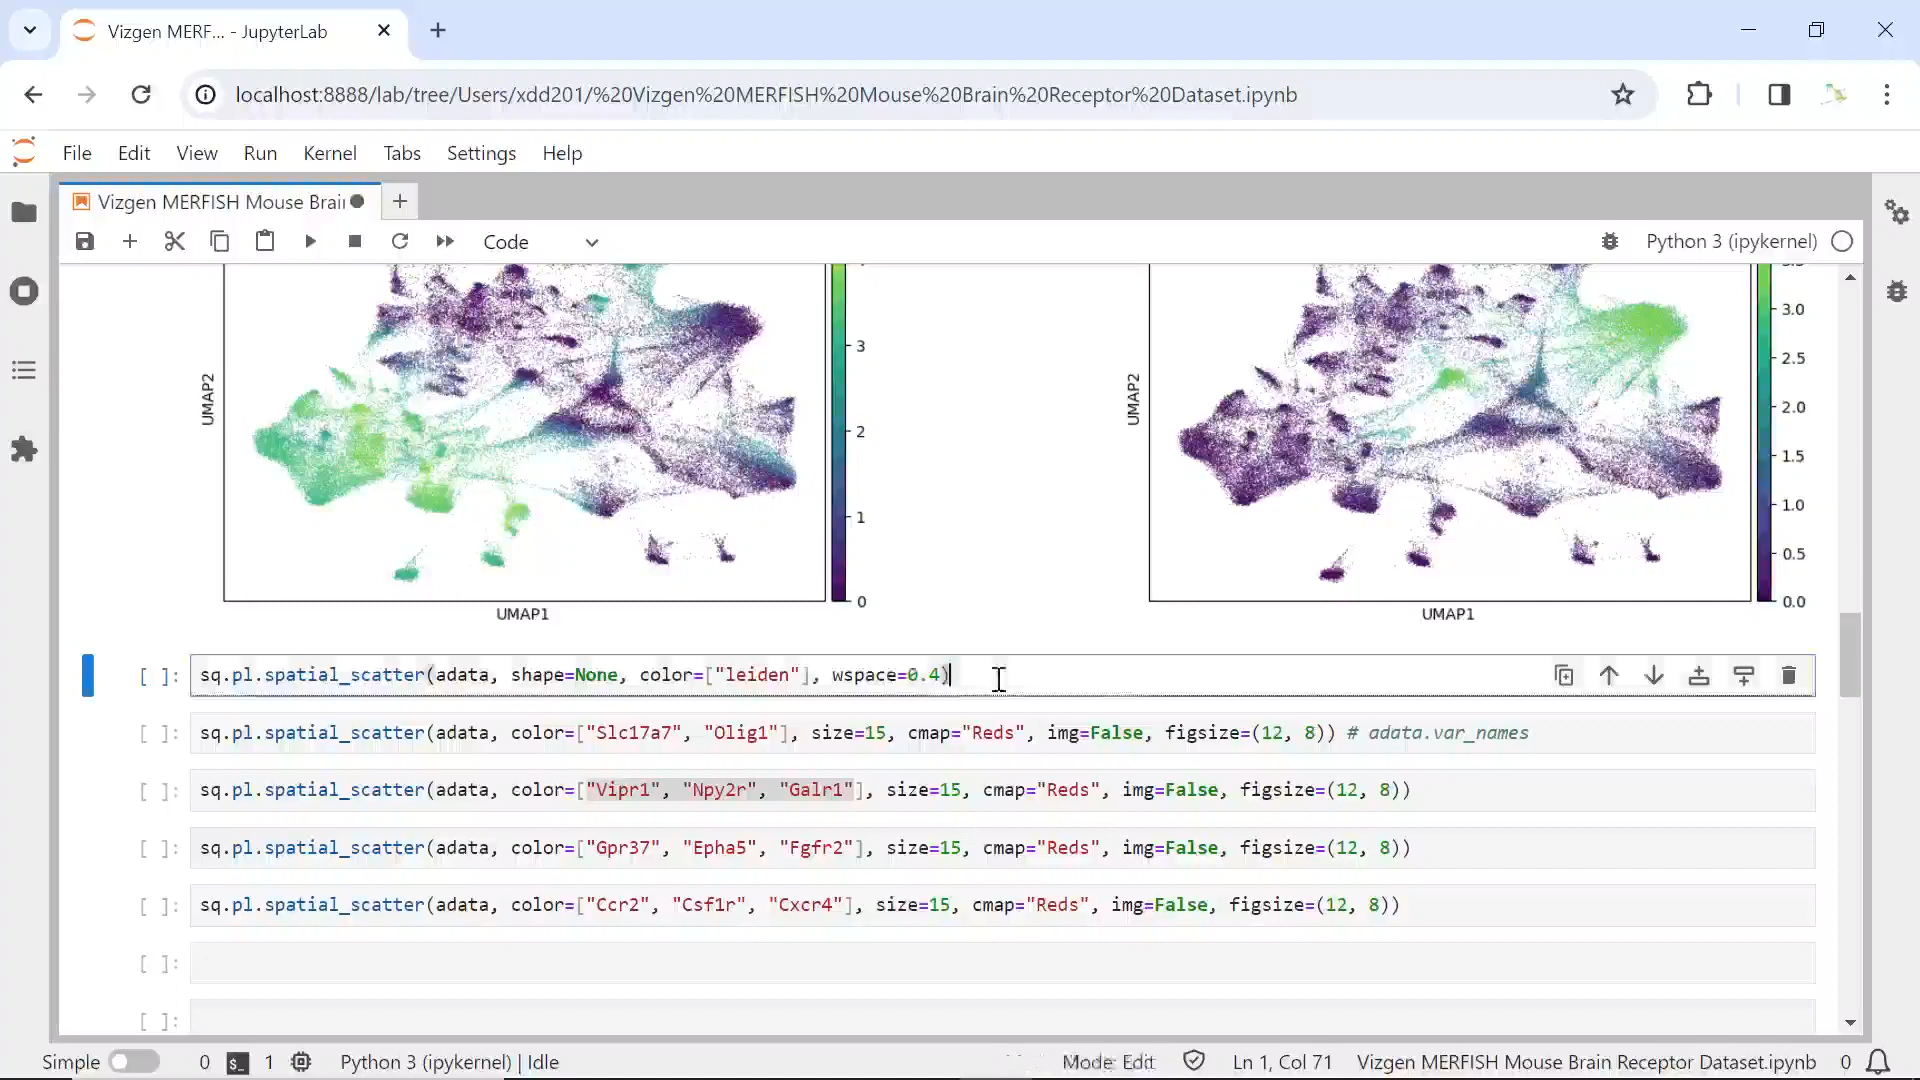 Vizgen MERF... - JupyterLab
localhost:8888/lab/tree/Users/xdd201/%20Vizgen%20MERFISH%20Mouse%20Brain%20Receptor%20Dataset.ipynb
File Edit View Run Kernel Tabs Settings Help
Vizgen MERFISH Mouse Brai
Code
Python 3 (ipykernel)
UMAP2
3
2
1
0
UMAP1
UMAP2
3.0
2.5
2.0
1.5
1.0
0.5
0.0
UMAP1
[ ]: sq.pl.spatial_scatter(adata, shape=None, color=["leiden"], wspace=0.4)
[ ]: sq.pl.spatial_scatter(adata, color=["Slc17a7", "Olig1"], size=15, cmap="Reds", img=False, figsize=(12, 8)) # adata.var_names
[ ]: sq.pl.spatial_scatter(adata, color=["Vipr1", "Npy2r", "Galr1"], size=15, cmap="Reds", img=False, figsize=(12, 8))
[ ]: sq.pl.spatial_scatter(adata, color=["Gpr37", "Epha5", "Fgfr2"], size=15, cmap="Reds", img=False, figsize=(12, 8))
[ ]: sq.pl.spatial_scatter(adata, color=["Ccr2", "Csf1r", "Cxcr4"], size=15, cmap="Reds", img=False, figsize=(12, 8))
[ ]:
[ ]:
Simple 0 $_ 1 Python 3 (ipykernel) | Idle Mode: Edit Ln 1, Col 71 Vizgen MERFISH Mouse Brain Receptor Dataset.ipynb 0